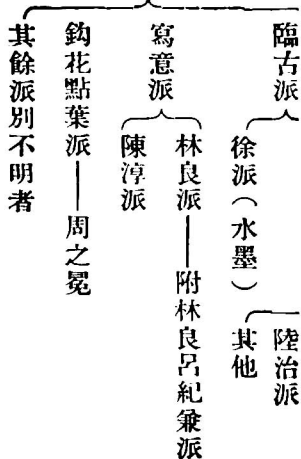 臨古派
陸治派
徐派（水墨）
其他
寫意派
林良派——附林良呂紀兼派
陳淳派
鈎花點葉派——周之冕
其餘派別不明者